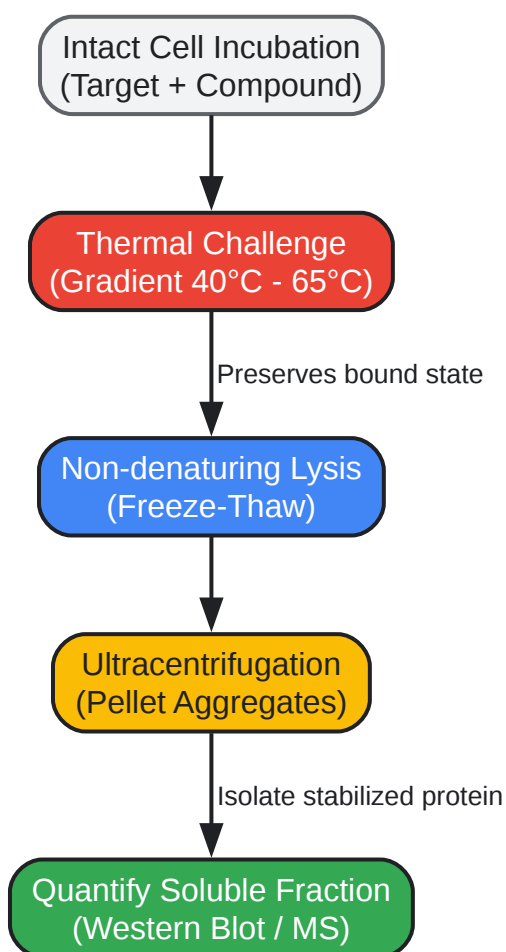 Intact Cell Incubation
(Target + Compound)
Thermal Challenge
(Gradient 40°C - 65°C)
Preserves bound state
Non-denaturing Lysis
(Freeze-Thaw)
Ultracentrifugation
(Pellet Aggregates)
Isolate stabilized protein
Quantify Soluble Fraction
(Western Blot / MS)